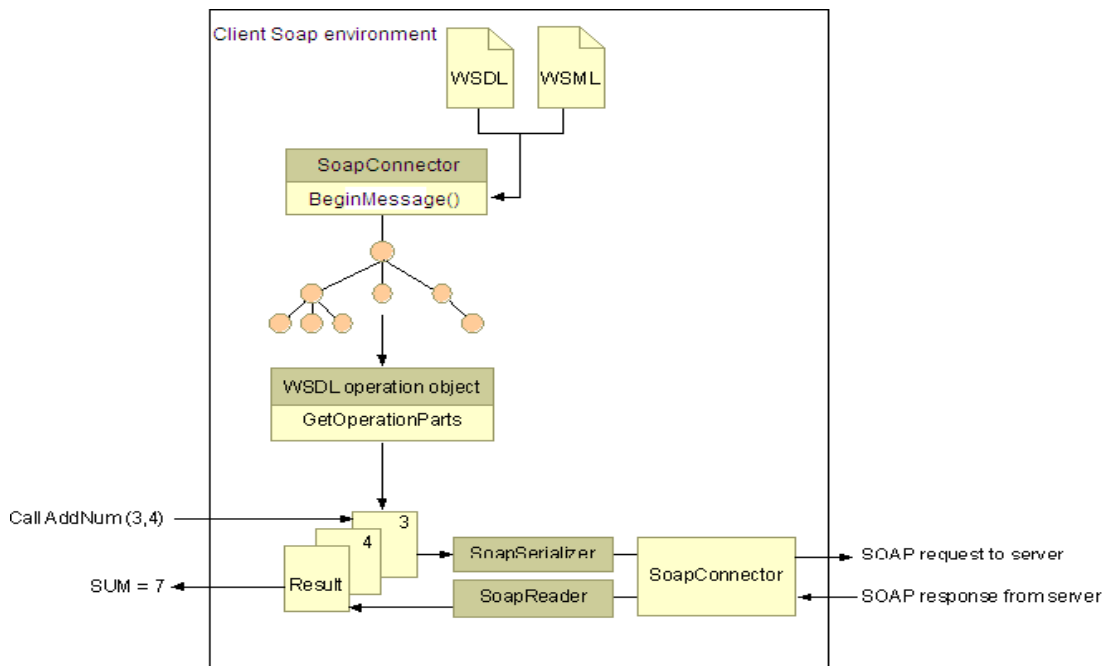 Client Soap environment
WSDL
WSML
SoapConnector
BeginMessage()
WSDL operation object
GetOperationParts
Call AddNum (3,4)
3
4
Result
SUM = 7
SoapSerializer
SoapReader
SoapConnector
SOAP request to server
SOAP response from server